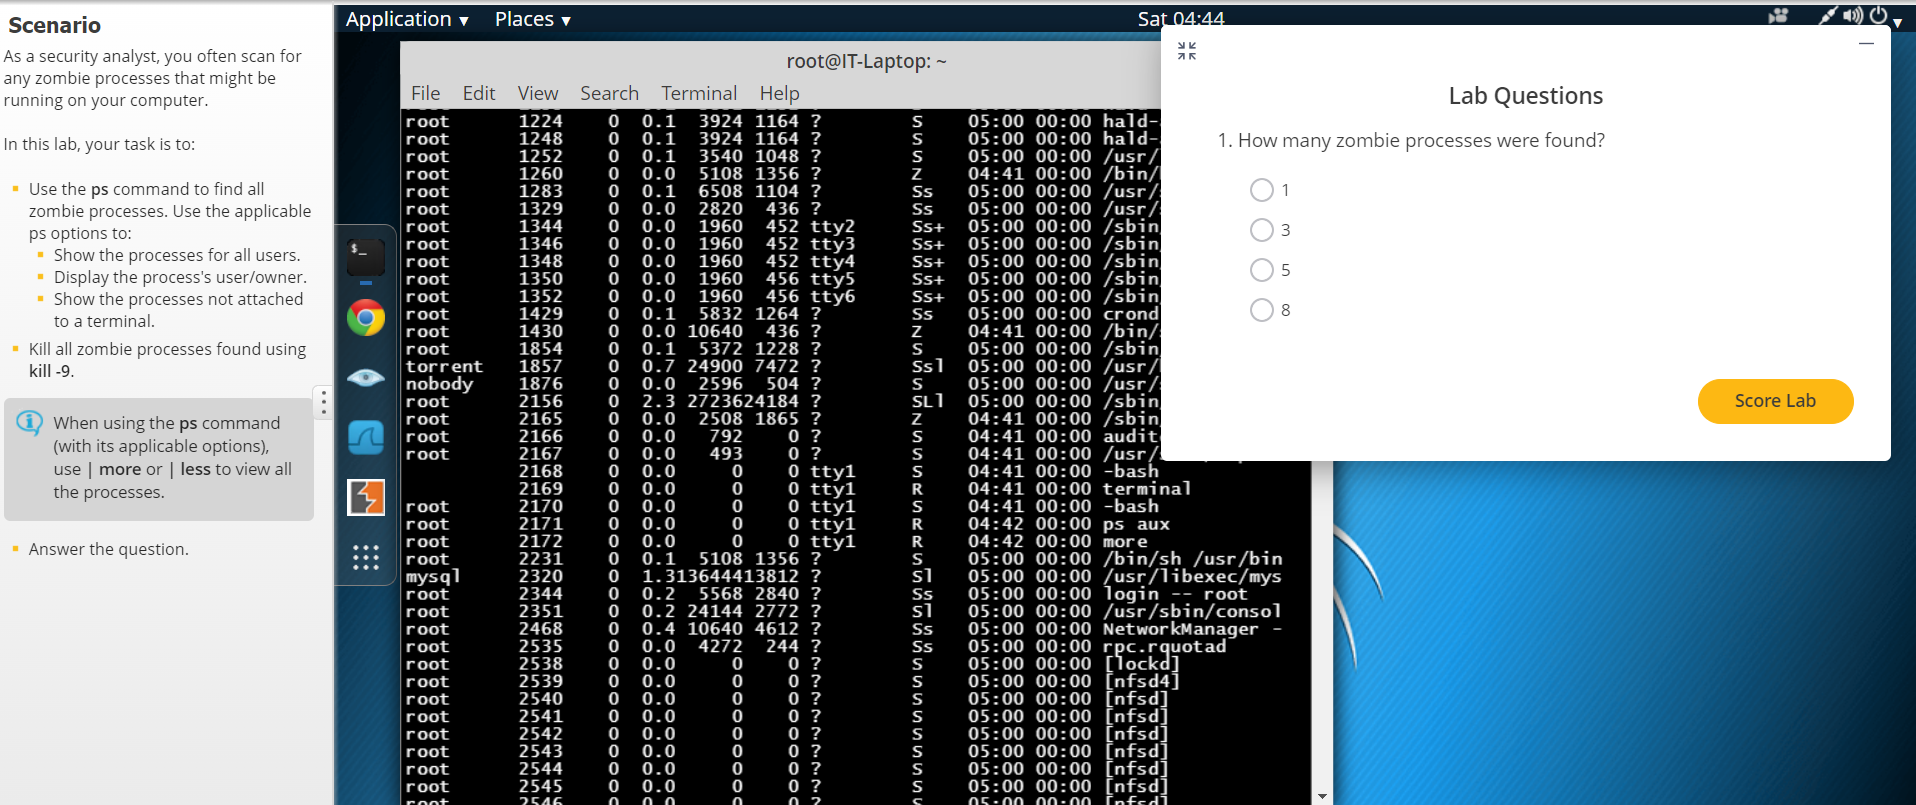 Scenario
As a security analyst, you often scan for
any zombie processes that might be
running on your computer.
In this lab, your task is to:
Use the ps command to find all
zombie processes. Use the applicable
ps options to:
Show the processes for all users.
Display the process's user/owner.
Show the processes not attached
to a terminal.
Kill all zombie processes found using
kill -9.
When using the ps command
(with its applicable options),
use | more or | less to view all
the processes.
Answer the question.
Application Places Sat 04:44
root@IT-Laptop: ~
File Edit View Search Terminal Help
root 1224 0 0.1 3924 1164 ? S 05:00 00:00 hald-
root 1248 0 0.1 3924 1164 ? S 05:00 00:00 hald-
root 1252 0 0.1 3540 1048 ? S 05:00 00:00 /usr/
root 1260 0 0.0 5108 1356 ? Z 04:41 00:00 /bin/
root 1283 0 0.1 6508 1104 ? Ss 05:00 00:00 /usr/
root 1329 0 0.0 2820 436 ? Ss 05:00 00:00 /usr/
root 1344 0 0.0 1960 452 tty2 Ss+ 05:00 00:00 /sbin
root 1346 0 0.0 1960 452 tty3 Ss+ 05:00 00:00 /sbin
root 1348 0 0.0 1960 452 tty4 Ss+ 05:00 00:00 /sbin
root 1350 0 0.0 1960 456 tty5 Ss+ 05:00 00:00 /sbin
root 1352 0 0.0 1960 456 tty6 Ss+ 05:00 00:00 /sbin
root 1429 0 0.1 5832 1264 ? Ss 05:00 00:00 crond
root 1430 0 0.0 10640 436 ? Z 04:41 00:00 /bin/
root 1854 0 0.1 5372 1228 ? S 05:00 00:00 /sbin
torrent 1857 0 0.7 24900 7472 ? Ssl 05:00 00:00 /usr/
nobody 1876 0 0.0 2596 504 ? S 05:00 00:00 /usr/
root 2156 0 2.3 2723624184 ? SLl 05:00 00:00 /sbin
root 2165 0 0.0 2508 1865 ? Z 04:41 00:00 /sbin
root 2166 0 0.0 792 0 ? S 04:41 00:00 audit
root 2167 0 0.0 493 0 ? S 04:41 00:00 /usr/
2168 0 0.0 0 0 tty1 S 04:41 00:00 -bash
2169 0 0.0 0 0 tty1 R 04:41 00:00 terminal
root 2170 0 0.0 0 0 tty1 S 04:41 00:00 -bash
root 2171 0 0.0 0 0 tty1 R 04:42 00:00 ps aux
root 2172 0 0.0 0 0 tty1 R 04:42 00:00 more
root 2231 0 0.1 5108 1356 ? S 05:00 00:00 /bin/sh /usr/bin
mysql 2320 0 1.313644413812 ? Sl 05:00 00:00 /usr/libexec/mys
root 2344 0 0.2 5568 2840 ? Ss 05:00 00:00 login -- root
root 2351 0 0.2 24144 2772 ? Sl 05:00 00:00 /usr/sbin/consol
root 2468 0 0.4 10640 4612 ? Ss 05:00 00:00 NetworkManager -
root 2535 0 0.0 4272 244 ? Ss 05:00 00:00 rpc.rquotad
root 2538 0 0.0 0 0 ? S 05:00 00:00 [lockd]
root 2539 0 0.0 0 0 ? S 05:00 00:00 [nfsd4]
root 2540 0 0.0 0 0 ? S 05:00 00:00 [nfsd]
root 2541 0 0.0 0 0 ? S 05:00 00:00 [nfsd]
root 2542 0 0.0 0 0 ? S 05:00 00:00 [nfsd]
root 2543 0 0.0 0 0 ? S 05:00 00:00 [nfsd]
root 2544 0 0.0 0 0 ? S 05:00 00:00 [nfsd]
root 2545 0 0.0 0 0 ? S 05:00 00:00 [nfsd]
root 2546 0 0.0 0 0 ? S 05:00 00:00 [nfsd]
Lab Questions
1. How many zombie processes were found?
1
3
5
8
Score Lab